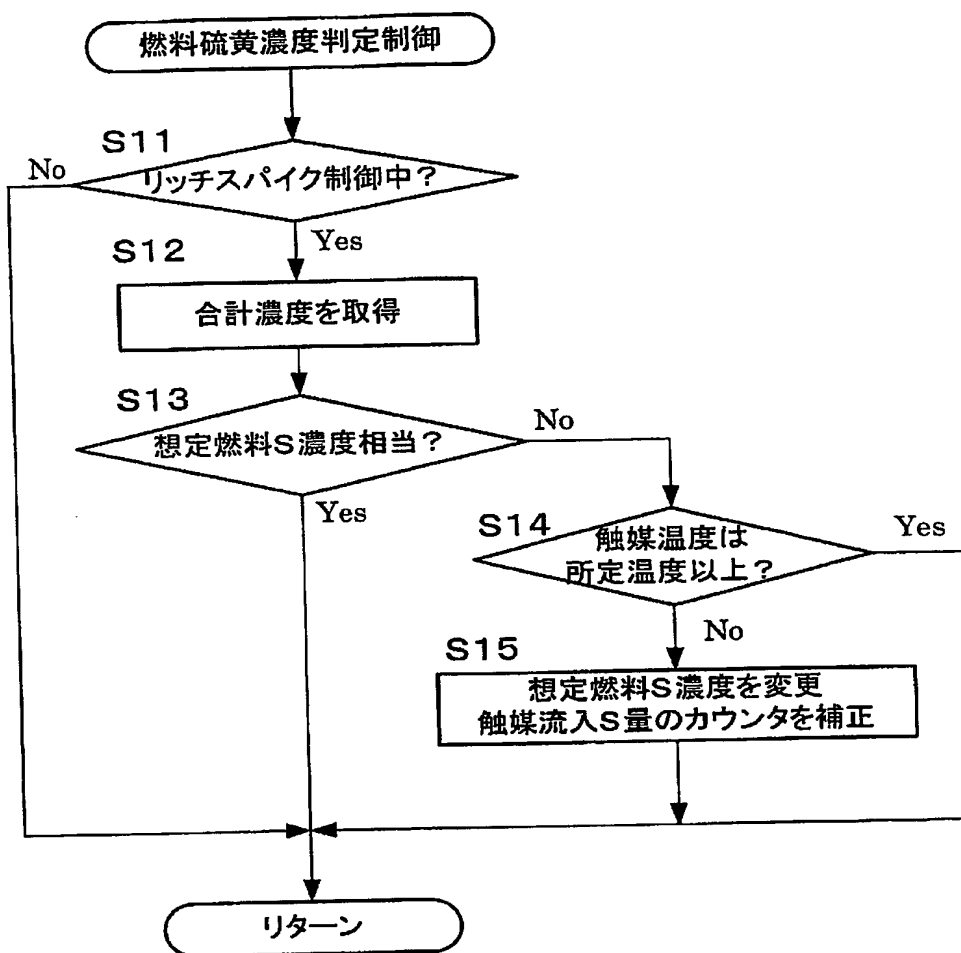 燃料硫黄濃度判定制御
S11
No
リッチスパイク制御中?
Yes
S12
合計濃度を取得
S13
No
想定燃料S濃度相当?
Yes
S14
Yes
触媒温度は
所定温度以上?
No
S15
想定燃料S濃度を変更
触媒流入S量のカウンタを補正
リターン